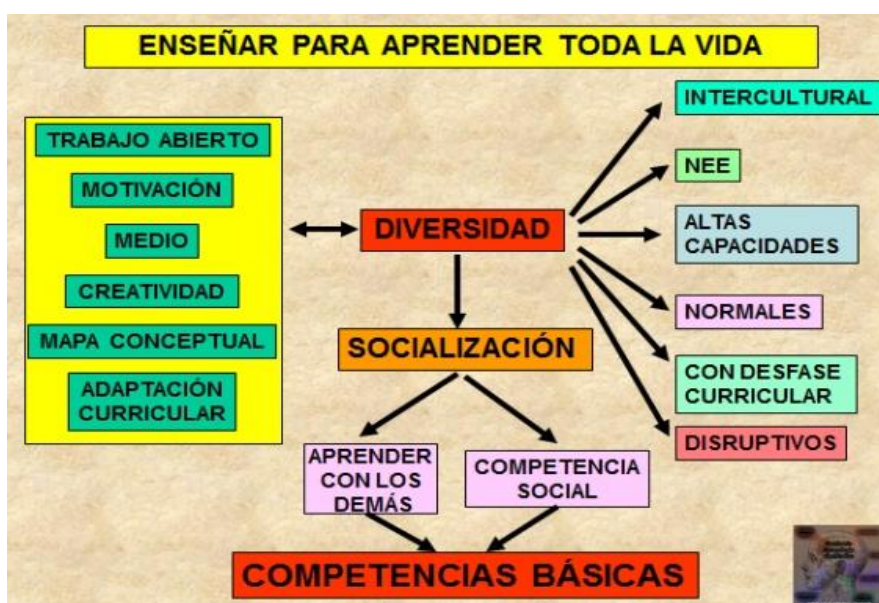 ENSEÑAR PARA APRENDER TODA LA VIDA
TRABAJO ABIERTO
MOTIVACIÓN
MEDIO
CREATIVIDAD
MAPA CONCEPTUAL
ADAPTACIÓN
CURRICULAR
DIVERSIDAD
SOCIALIZACIÓN
APRENDER
CON LOS
DEMÁS
COMPETENCIA
SOCIAL
COMPETENCIAS BÁSICAS
INTERCULTURAL
NEE
ALTAS
CAPACIDADES
NORMALES
CON DESFASE
CURRICULAR
DISRUPTIVOS